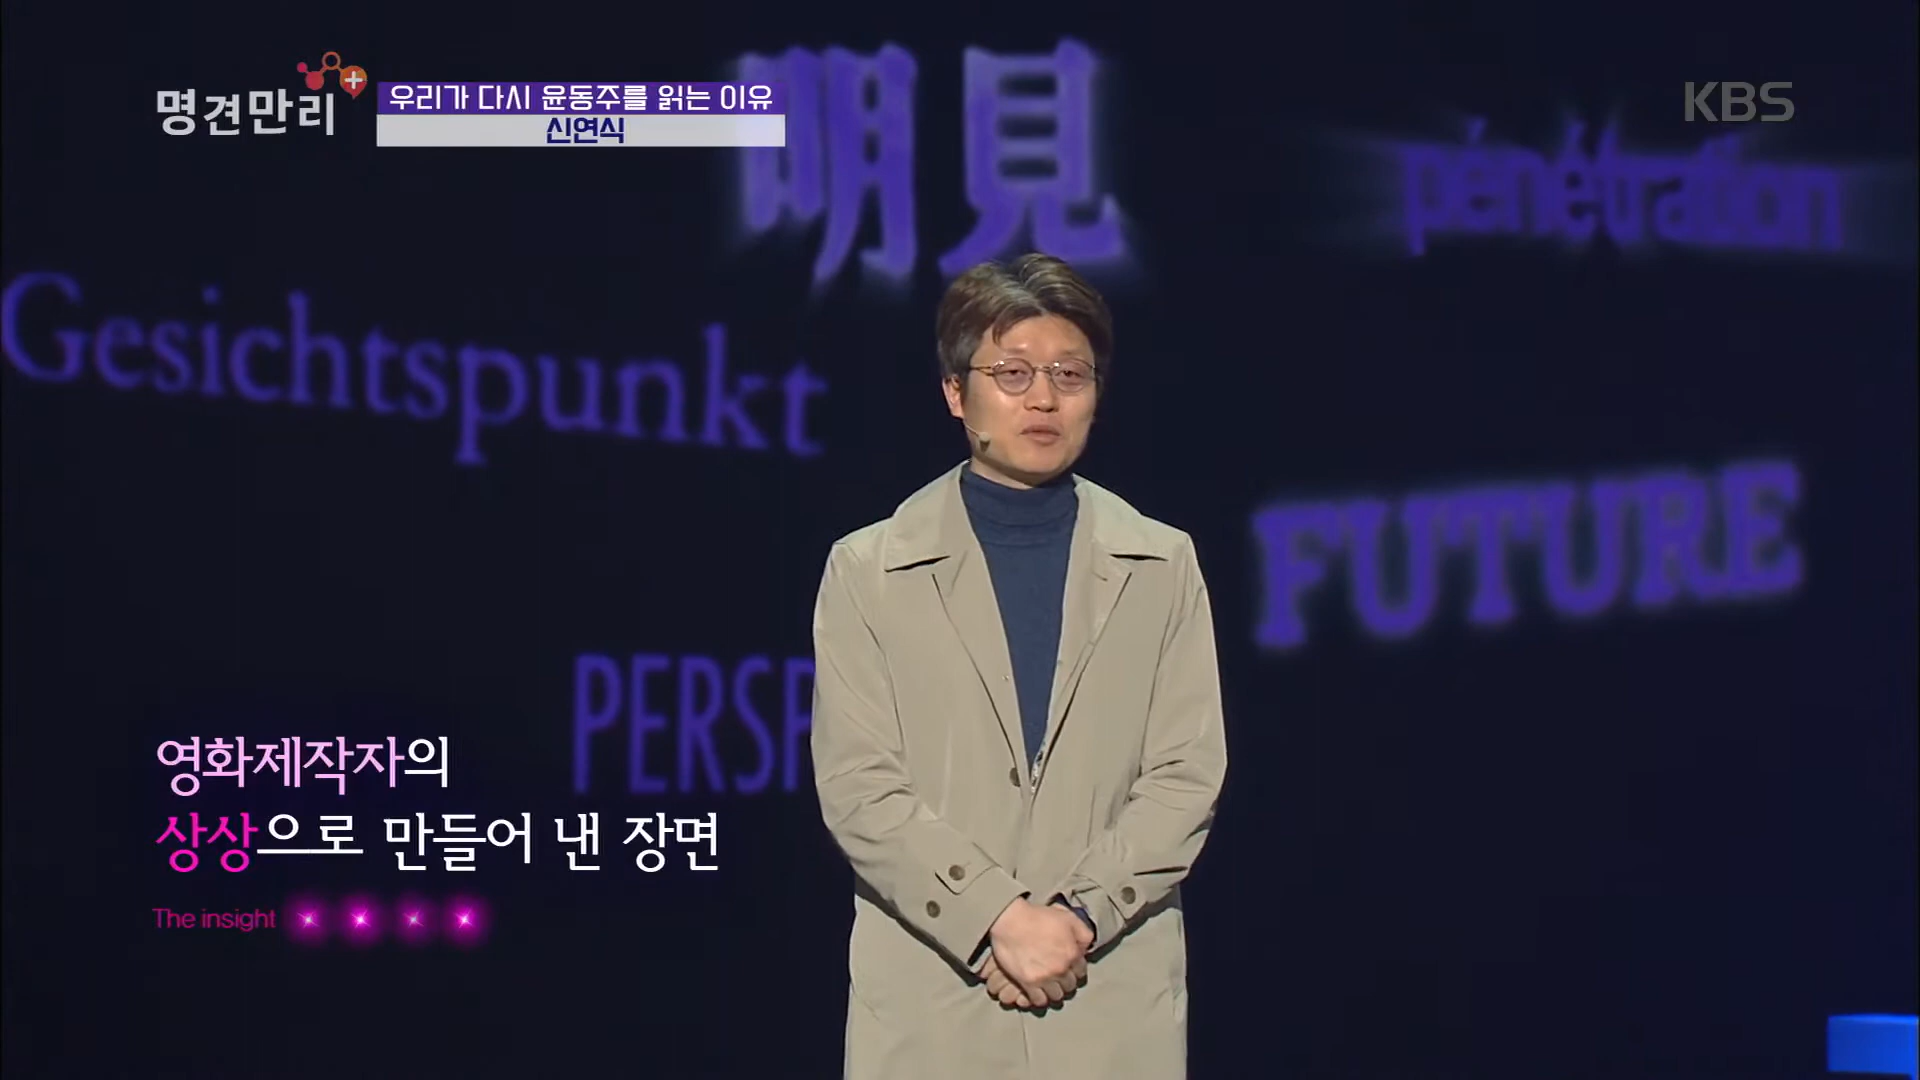 명견만리
우리가 다시 윤동주를 읽는 이유
신연식
KBS
明見
pénétration
Gesichtspunkt
FUTURE
PERSP
영화제작자의
상상으로 만들어 낸 장면
The insight